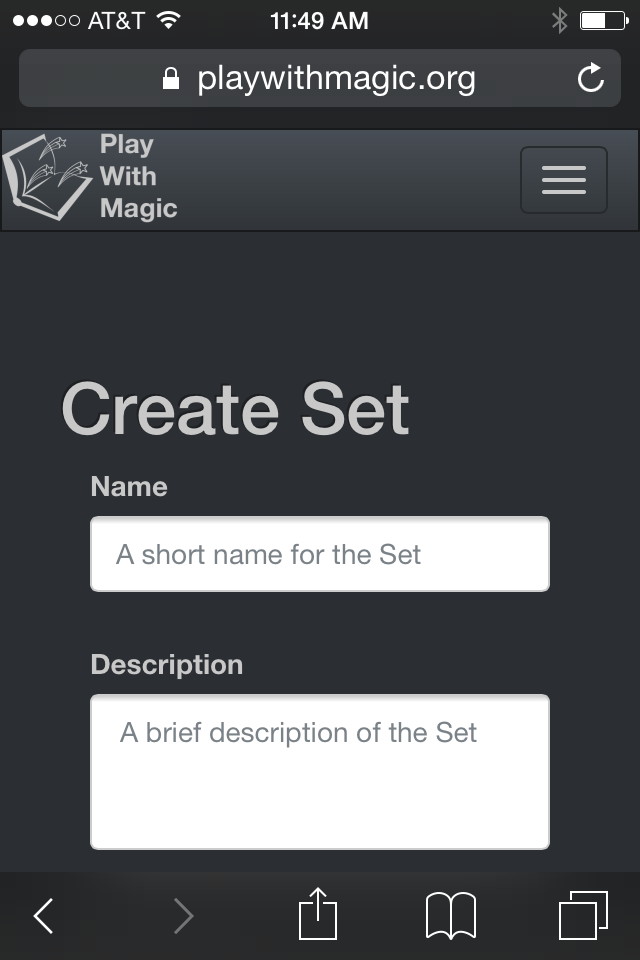 AT&T 11:49 AM
playwithmagic.org
Play
With
Magic
Create Set
Name
A short name for the Set
Description
A brief description of the Set